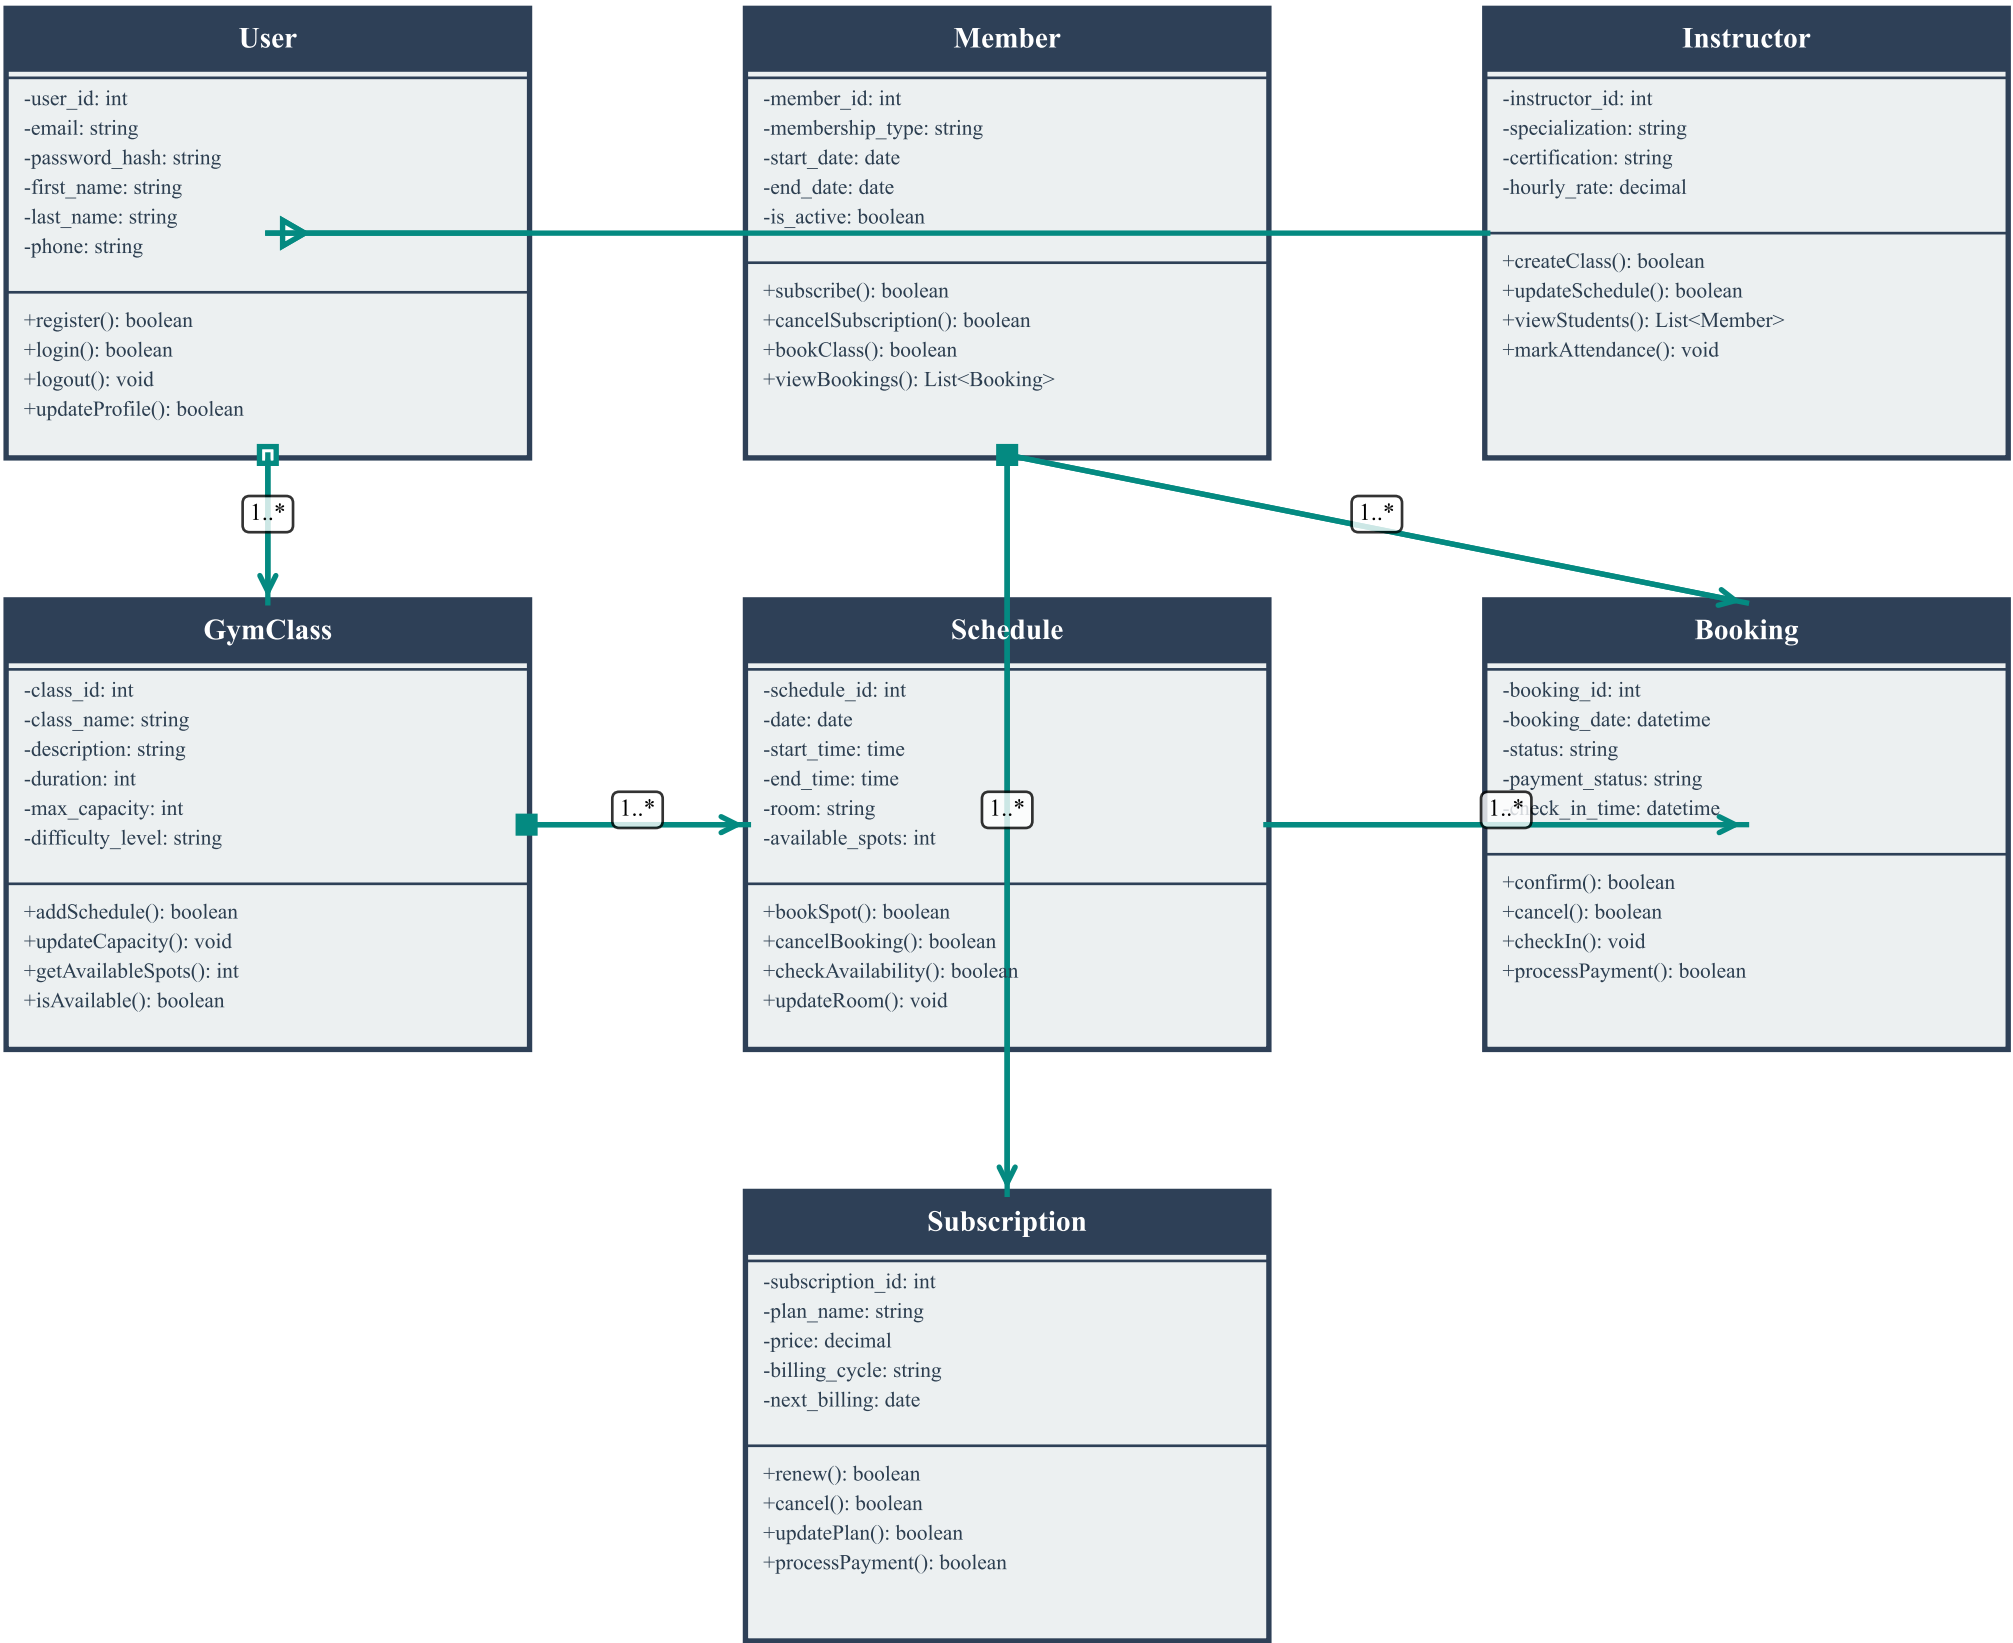 User
-user_id: int
-email: string
-password_hash: string
-first_name: string
-last_name: string
-phone: string
+register(): boolean
+login(): boolean
+logout(): void
+updateProfile(): boolean
Member
-member_id: int
-membership_type: string
-start_date: date
-end_date: date
-is_active: boolean
+subscribe(): boolean
+cancelSubscription(): boolean
+bookClass(): boolean
+viewBookings(): List<Booking>
Instructor
-instructor_id: int
-specialization: string
-certification: string
-hourly_rate: decimal
+createClass(): boolean
+updateSchedule(): boolean
+viewStudents(): List<Member>
+markAttendance(): void
1..*
1..*
GymClass
-class_id: int
-class_name: string
-description: string
-duration: int
-max_capacity: int
-difficulty_level: string
+addSchedule(): boolean
+updateCapacity(): void
+getAvailableSpots(): int
+isAvailable(): boolean
1..*
Schedule
-schedule_id: int
-date: date
-start_time: time
-end_time: time
-room: string
-available_spots: int
+bookSpot(): boolean
+cancelBooking(): boolean
+checkAvailability(): boolean
+updateRoom(): void
1..*
1..*
Booking
-booking_id: int
-booking_date: datetime
-status: string
-payment_status: string
-check_in_time: datetime
+confirm(): boolean
+cancel(): boolean
+checkIn(): void
+processPayment(): boolean
Subscription
-subscription_id: int
-plan_name: string
-price: decimal
-billing_cycle: string
-next_billing: date
+renew(): boolean
+cancel(): boolean
+updatePlan(): boolean
+processPayment(): boolean